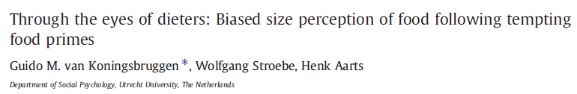 Through the eyes of dieters: Biased size perception of food following tempting
food primes
Guido M. van Koningsbruggen *, Wolfgang Stroebe, Henk Aarts
Department of Social Psychology, Utrecht University, The Netherlands